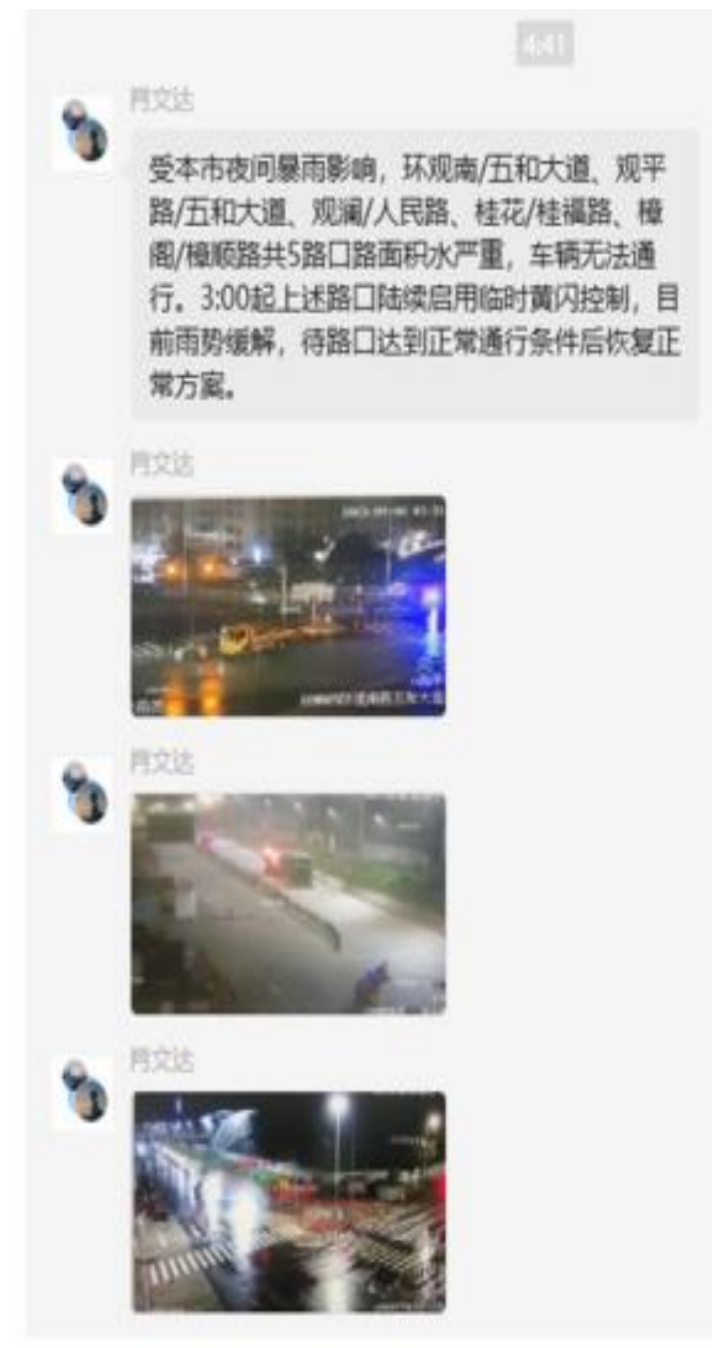 4:41
肖文达
受本市夜间暴雨影响，环观南/五和大道、观平
路/五和大道、观澜/人民路、桂花/桂福路、樟
阁/樟顺路共5路口路面积水严重，车辆无法通
行。3:00起上述路口陆续启用临时黄闪控制，目
前雨势缓解，待路口达到正常通行条件后恢复正
常方案。
肖文达
肖文达
肖文达